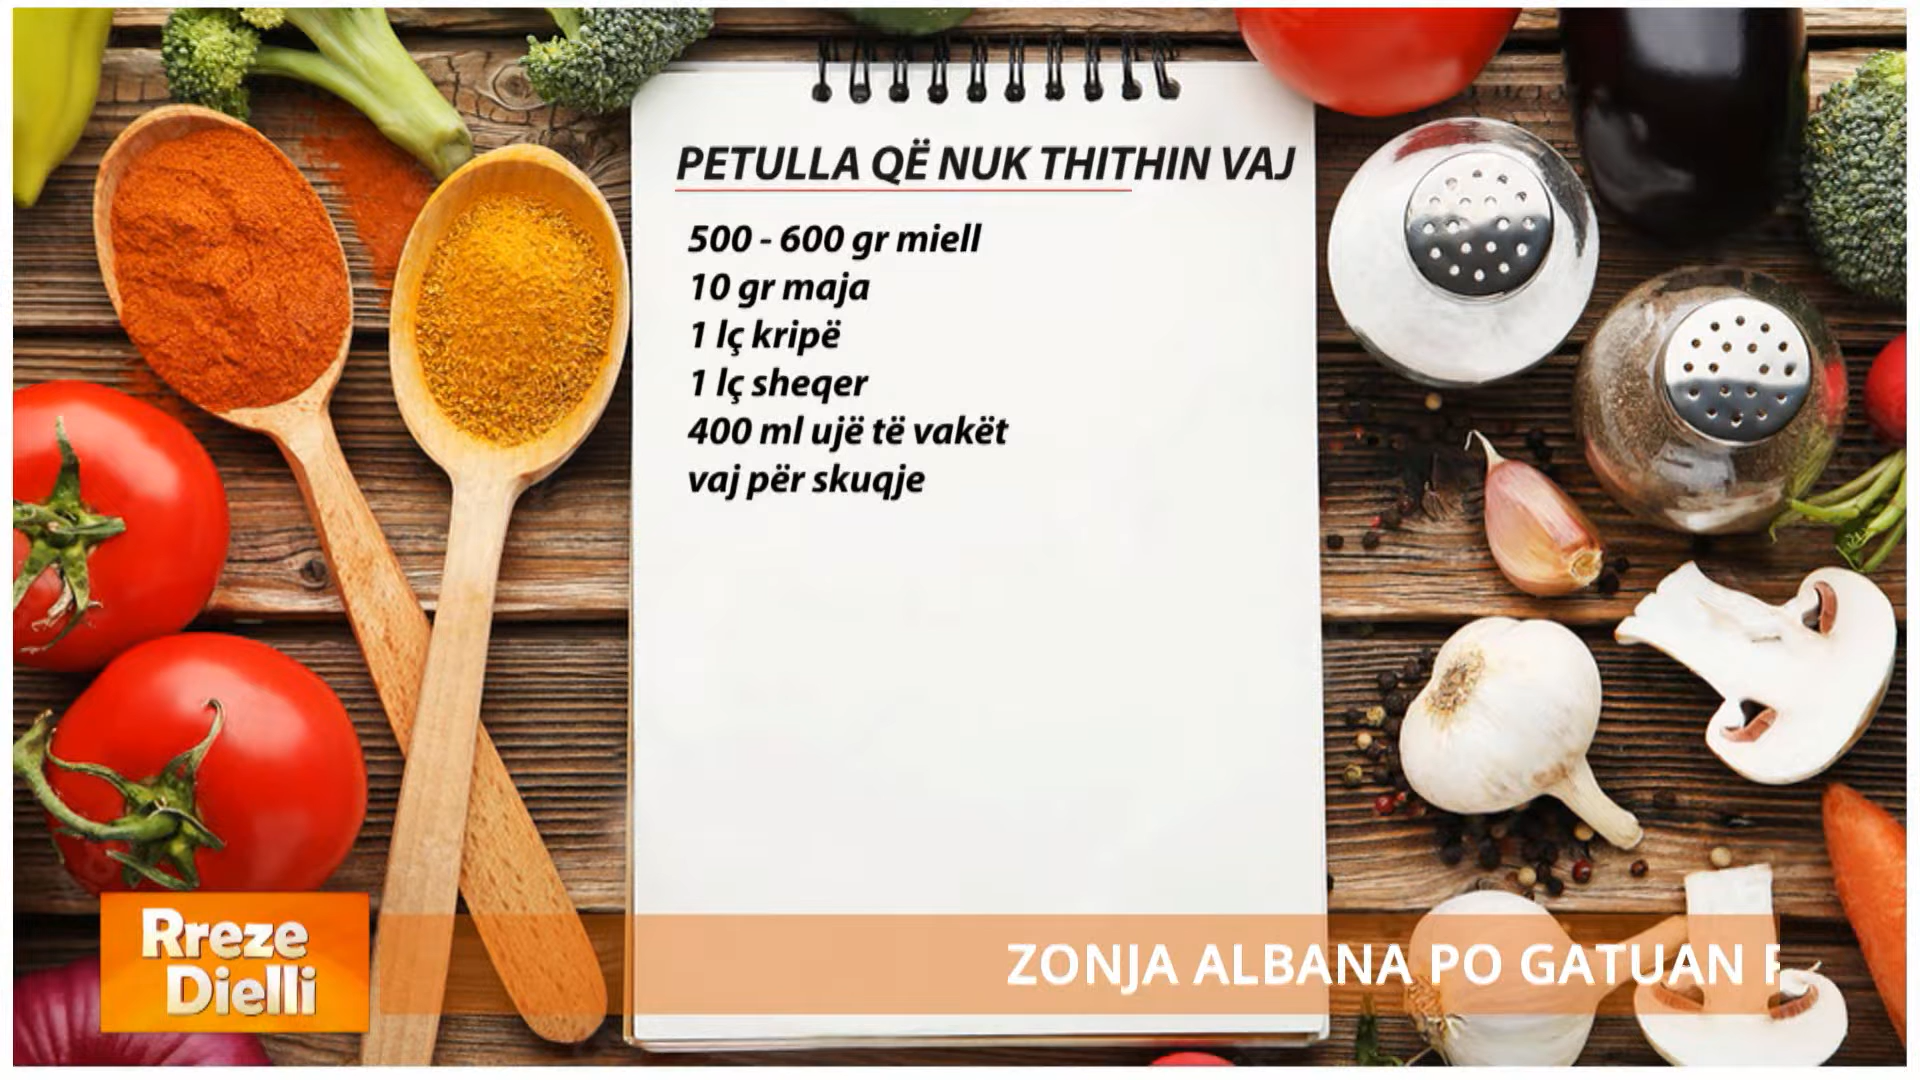 PETULLA QË NUK THITHIN VAJ
500 - 600 gr miell
10 gr maja
1 lç kripë
1 lç sheqer
400 ml ujë të vakët
vaj për skuqje
Rreze
Dielli
ZONJA ALBANA PO GATUAN